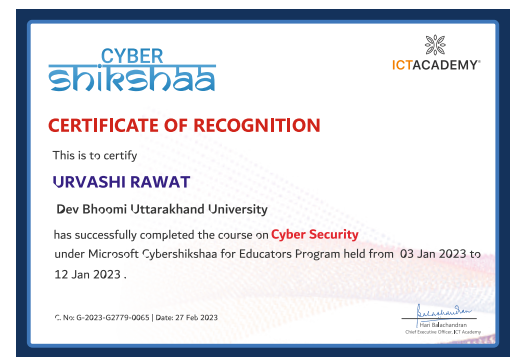 CYBER
Shikshaa
ICTACADEMY
CERTIFICATE OF RECOGNITION
This is to certify
URVASHI RAWAT
Dev Bhoomi Uttarakhand University
has successfully completed the course on Cyber Security
under Microsoft Cybershikshaa for Educators Program held from 03 Jan 2023 to
12 Jan 2023 .
C. No: G-2023-G2779-0065 | Date: 27 Feb 2023
Balachandran
Hari Balachandran
Chief Executive Officer, ICT Academy